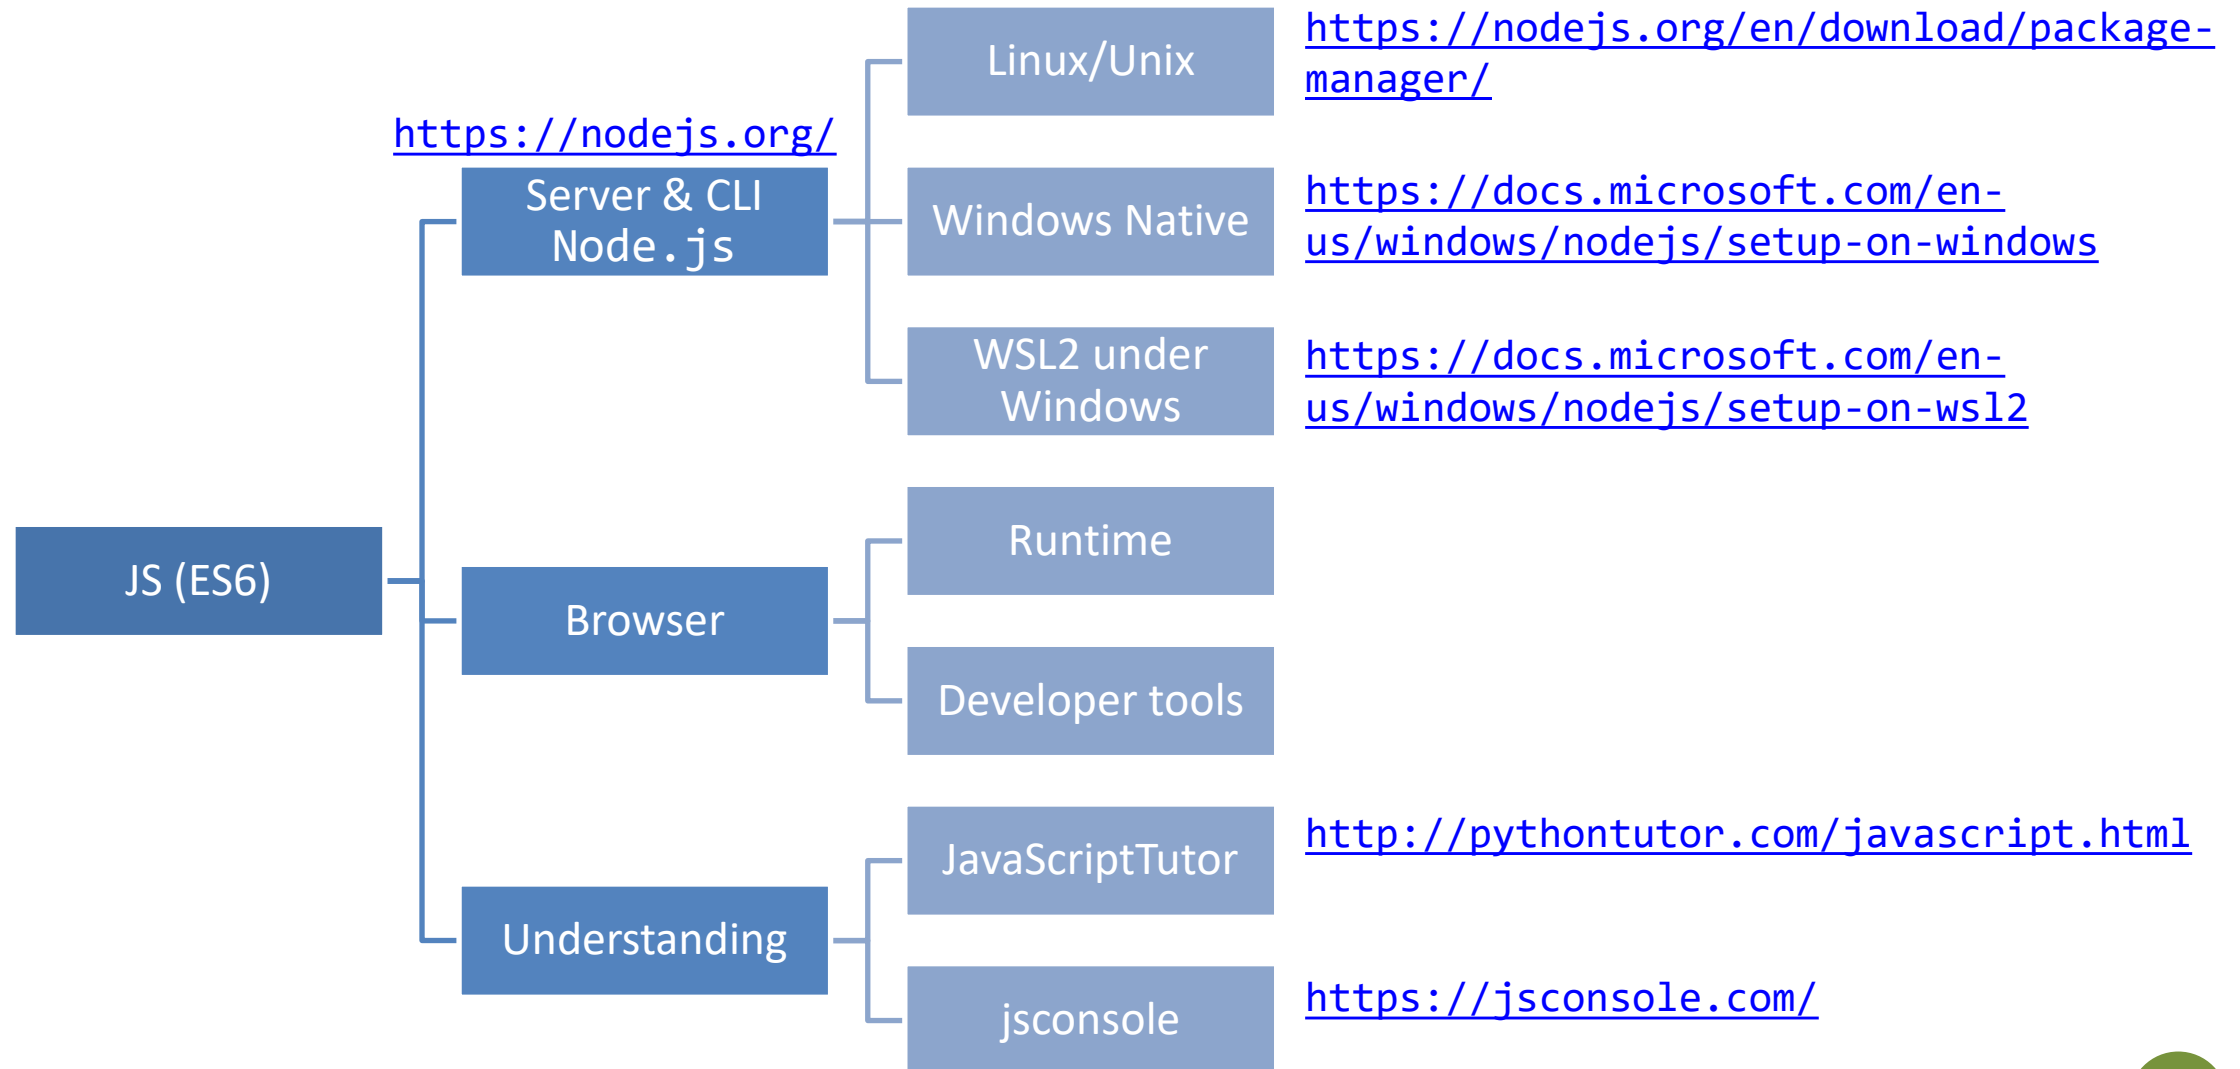 Linux/Unix
https://nodejs.org/en/download/package-
manager/
https://nodejs.org/
Server & CLI
Node.js
Windows Native
https://docs.microsoft.com/en-
us/windows/nodejs/setup-on-windows
WSL2 under
Windows
https://docs.microsoft.com/en-
us/windows/nodejs/setup-on-wsl2
JS (ES6)
Browser
Runtime
Developer tools
Understanding
JavaScriptTutor
http://pythontutor.com/javascript.html
jsconsole
https://jsconsole.com/